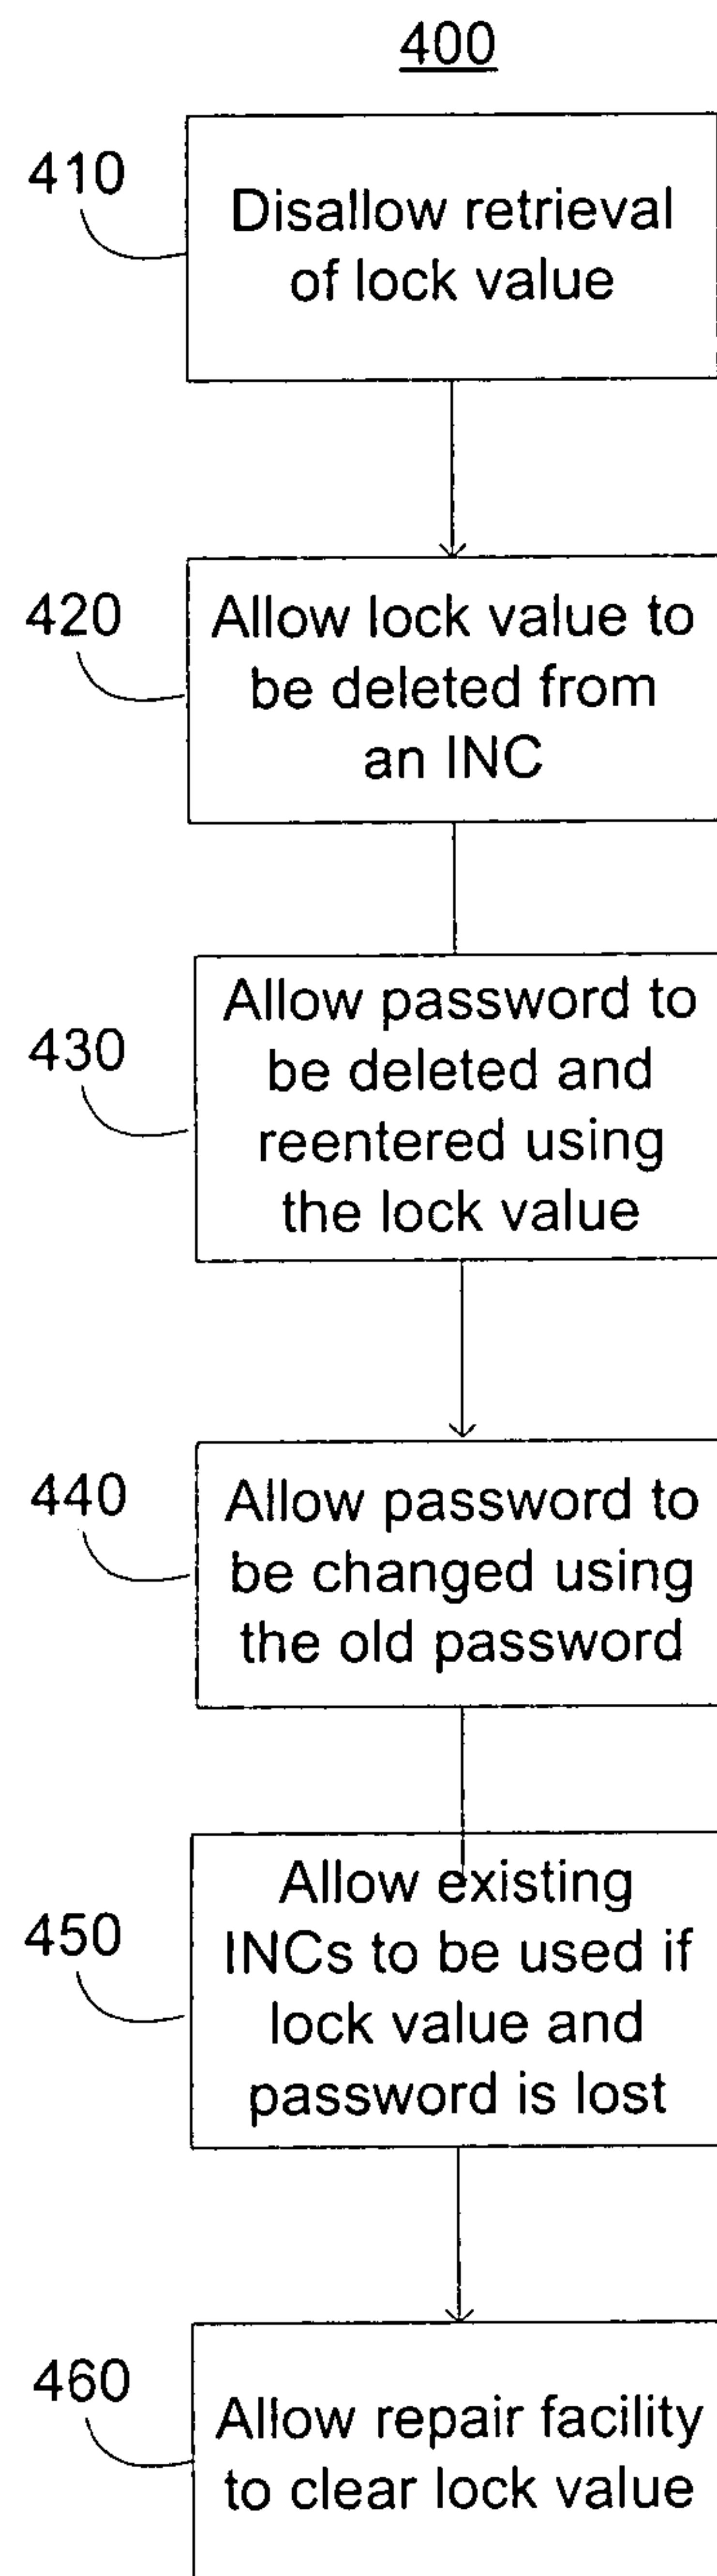 400
410
Disallow retrieval
of lock value
420
Allow lock value to
be deleted from
an INC
430
Allow password to
be deleted and
reentered using
the lock value
440
Allow password to
be changed using
the old password
450
Allow existing
INCs to be used if
lock value and
password is lost
460
Allow repair facility
to clear lock value